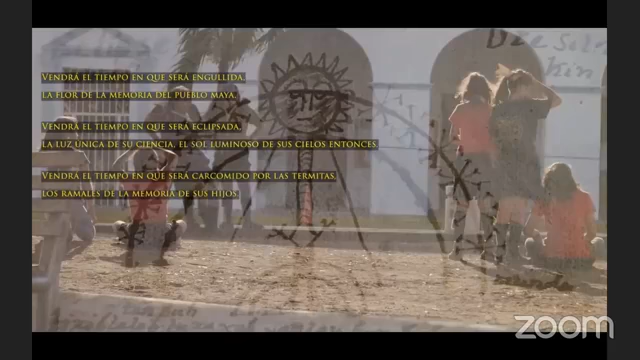 VENDRÁ EL TIEMPO EN QUE SERÁ ENGULLIDA,
LA FLOR DE LA MEMORIA DEL PUEBLO MAYA.
VENDRÁ EL TIEMPO EN QUE SERÁ ECLIPSADA,
LA LUZ ÚNICA DE SU CIENCIA, EL SOL LUMINOSO DE SUS CIELOS ENTONCES.
VENDRÁ EL TIEMPO EN QUE SERÁ CARCOMIDO POR LAS TERMITAS,
LOS RAMALES DE LA MEMORIA DE SUS HIJOS.
zoom